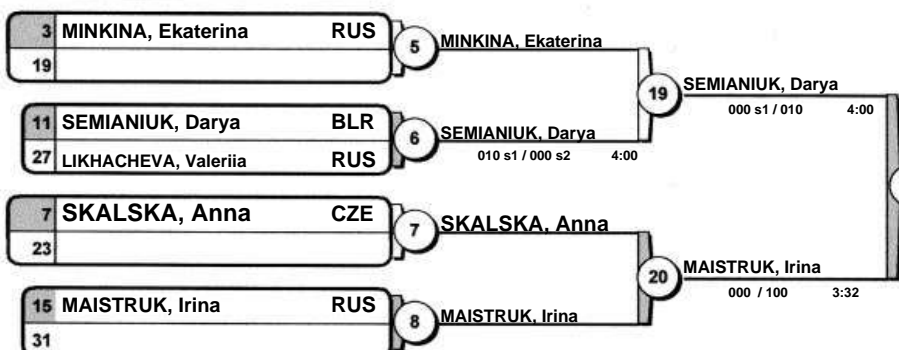 3 MINKINA, Ekaterina RUS
19
5
MINKINA, Ekaterina
11 SEMIANIUK, Darya BLR
27 LIKHACHEVA, Valeriia RUS
6
SEMIANIUK, Darya
010 s1 / 000 s2 4:00
19
SEMIANIUK, Darya
000 s1 / 010 4:00
7 SKALSKA, Anna CZE
23
7
SKALSKA, Anna
15 MAISTRUK, Irina RUS
31
8
MAISTRUK, Irina
20
MAISTRUK, Irina
000 / 100 3:32